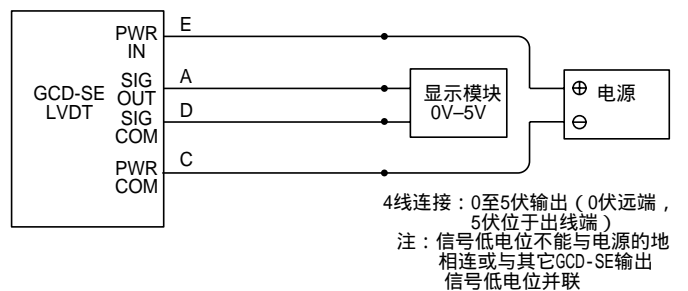 GCD-SE
LVDT
PWR
IN
E
SIG
OUT
A
SIG
COM
D
PWR
COM
C
显示模块
0V–5V
⊕ 电源
⊖
4线连接：0至5伏输出（0伏远端，
5伏位于出线端）
注：信号低电位不能与电源的地
相连或与其它GCD-SE输出
信号低电位并联